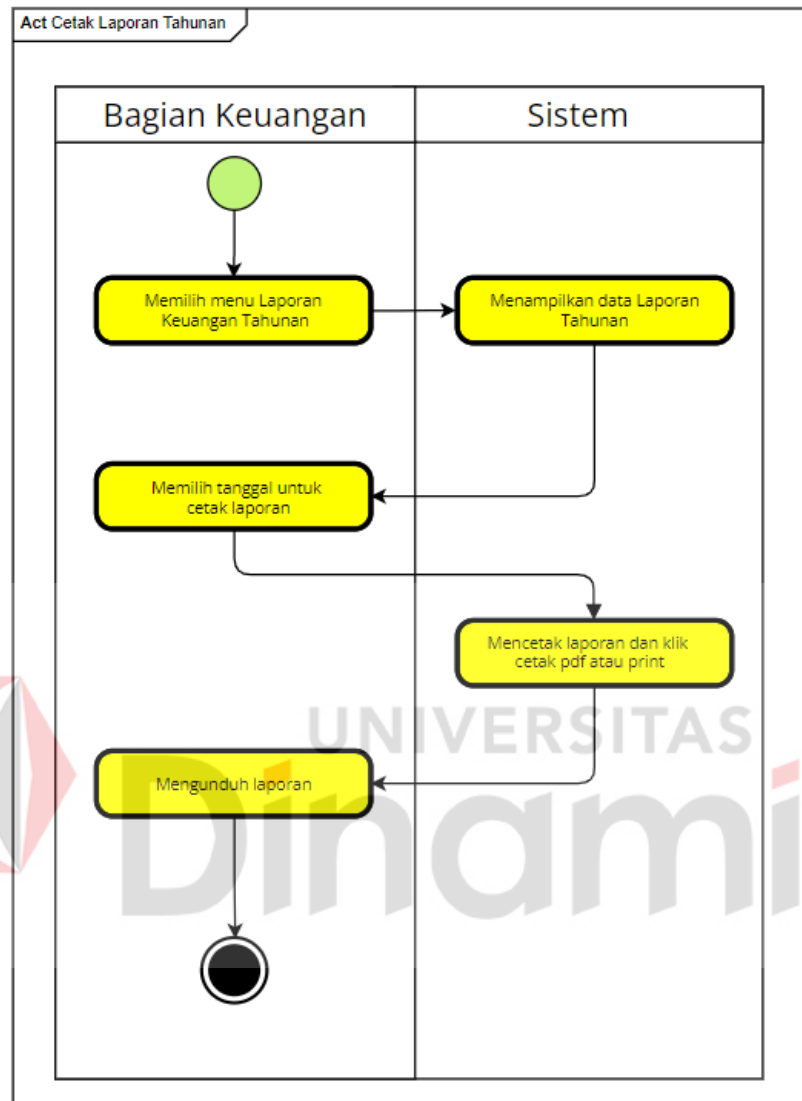 Act Cetak Laporan Tahunan
Bagian Keuangan
Sistem
Memilih menu Laporan
Keuangan Tahunan
Menampilkan data Laporan
Tahunan
Memilih tanggal untuk
cetak laporan
Mencetak laporan dan klik
cetak pdf atau print
UNIVERSITAS
Dinami
Mengunduh laporan